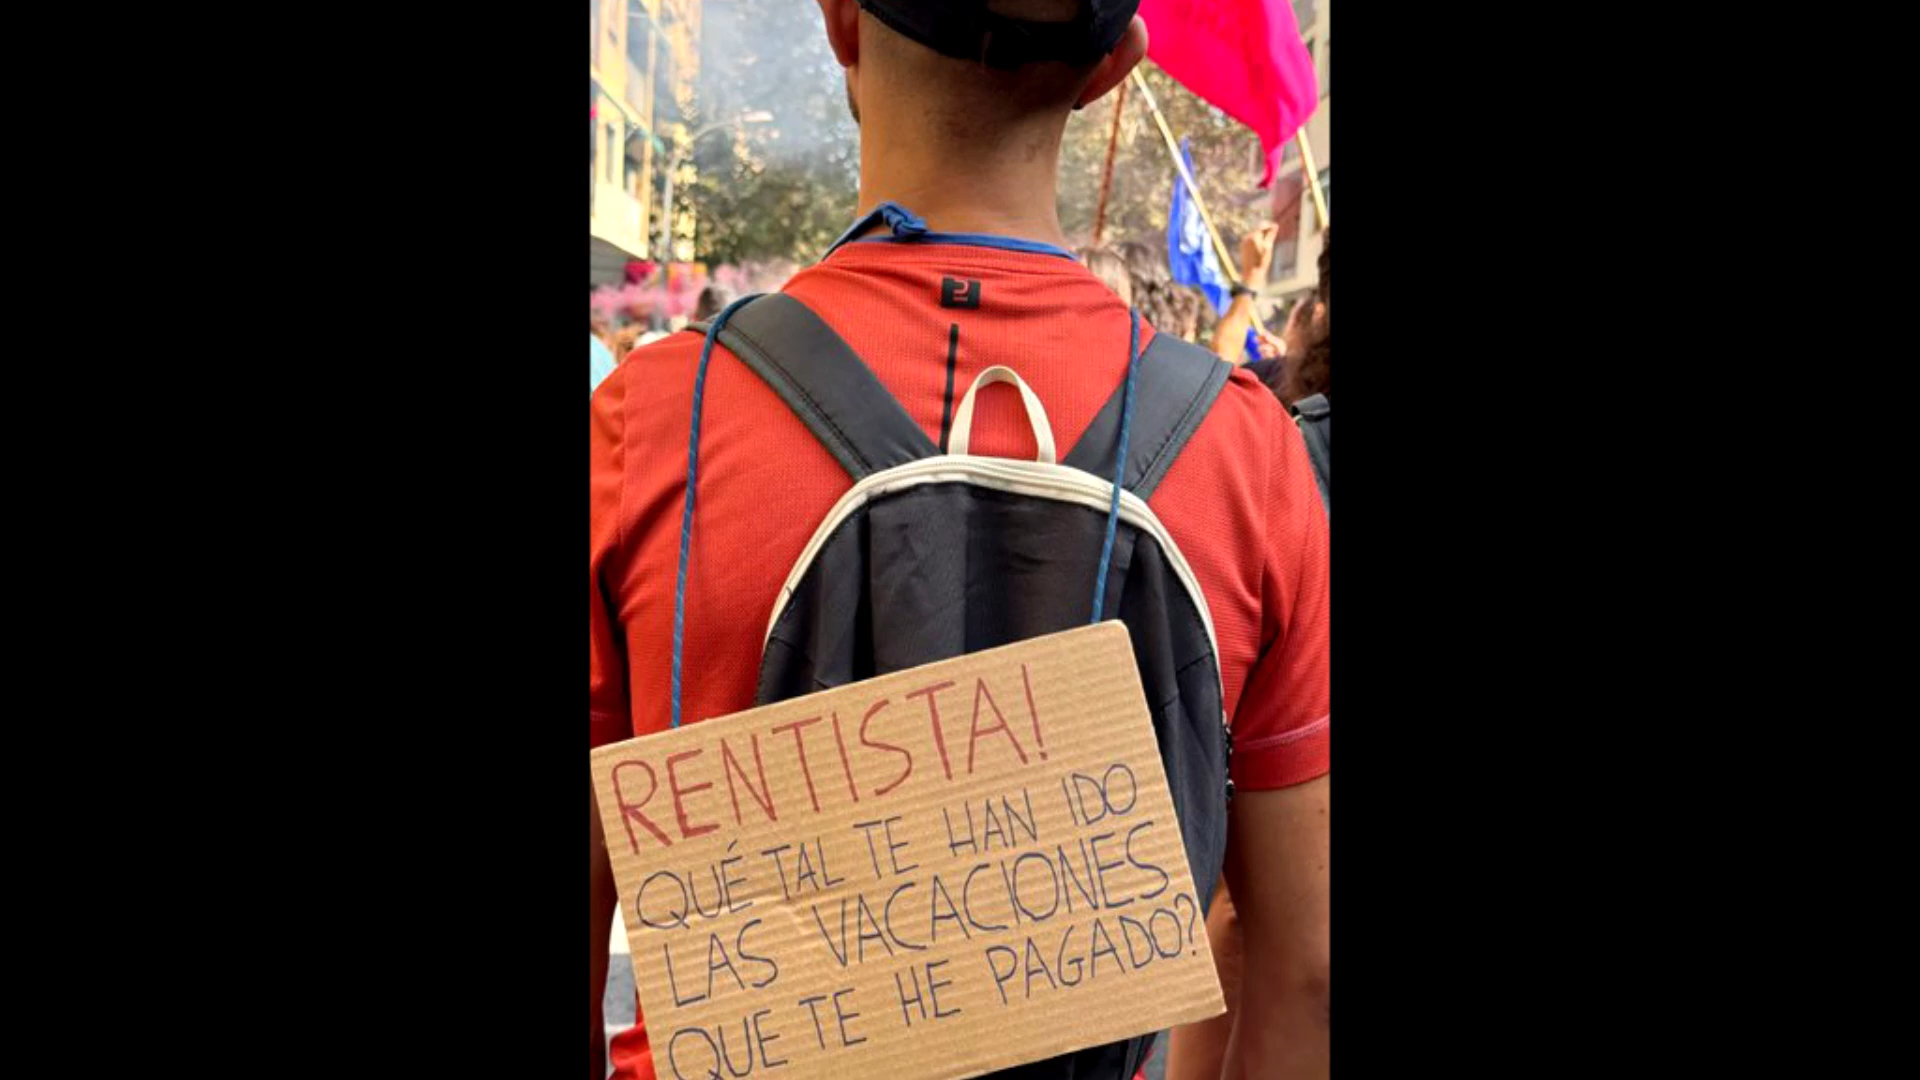 RENTISTA!
QUÉ TAL TE HAN IDO
LAS VACACIONES
QUE TE HE PAGADO?